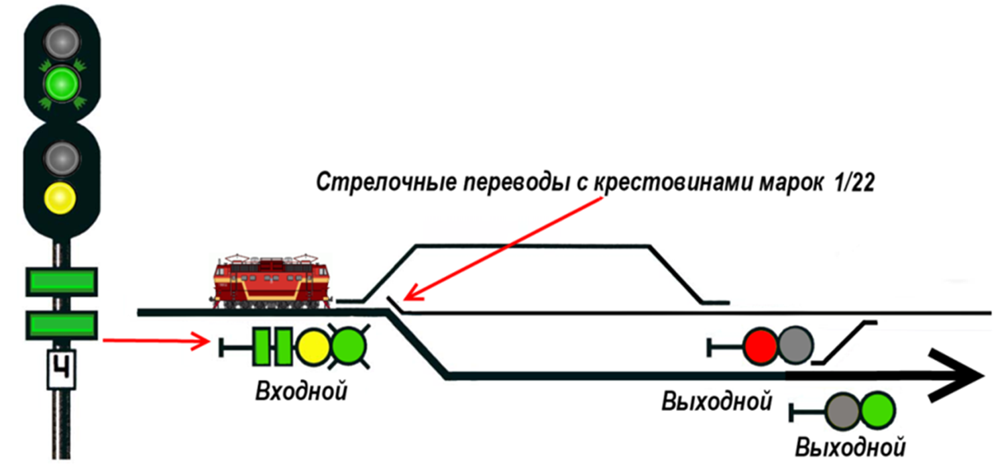 Стрелочные переводы с крестовинами марок 1/22
Ч
Входной
Выходной
Выходной